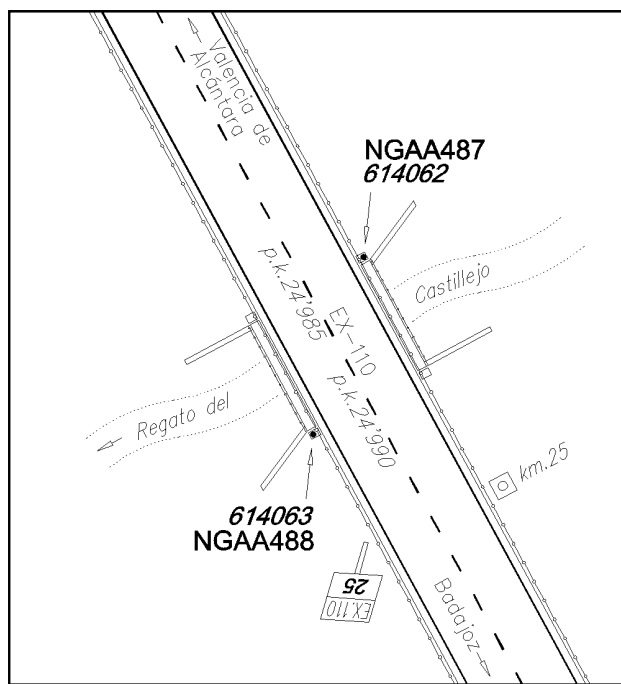 Valencia de
Alcántara
NGAA487
614062
Castillejo
p.k.24'985
EX-110
p.k.24'990
Regato del
km.25
614063
NGAA488
25
EX.110
Badajoz